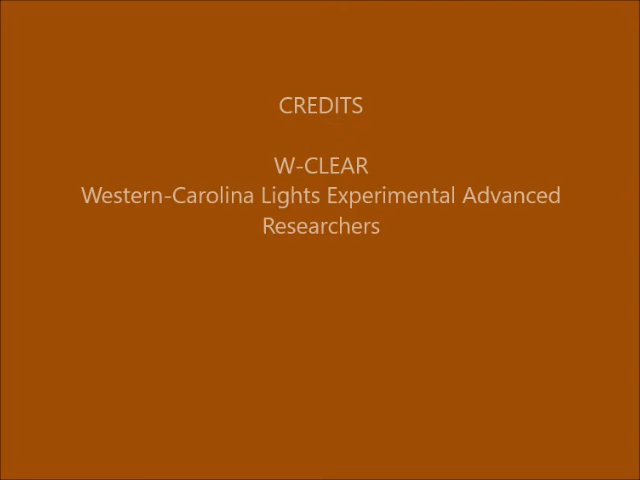 CREDITS
W-CLEAR
Western-Carolina Lights Experimental Advanced
Researchers